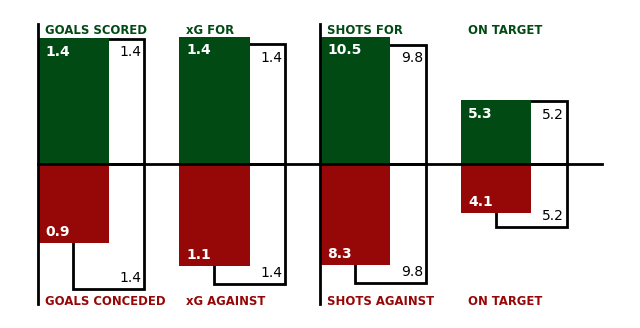 GOALS SCORED xG FOR SHOTS FOR ON TARGET
1.4 1.4 1.4 1.4 10.5 9.8 5.3 5.2
0.9 1.4 1.1 1.4 8.3 9.8 4.1 5.2
GOALS CONCEDED xG AGAINST SHOTS AGAINST ON TARGET